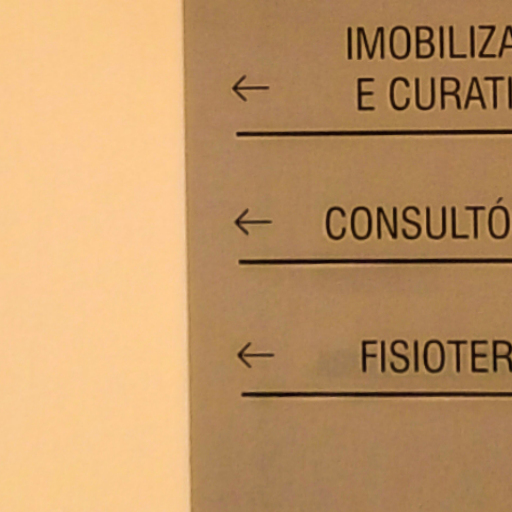 ← IMOBILIZA
E CURATI
← CONSULTÓ
← FISIOTER